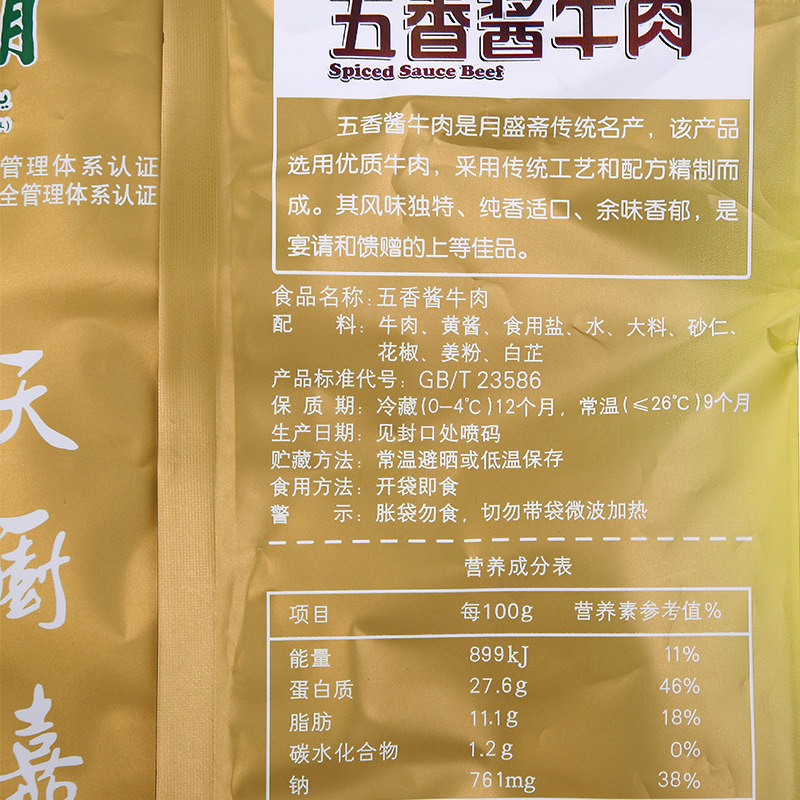 五香酱牛肉
Spiced Sauce Beef
管理体系认证
全管理体系认证
五香酱牛肉是月盛斋传统名产，该产品
选用优质牛肉，采用传统工艺和配方精制而
成。其风味独特、纯香适口、余味香郁，是
宴请和馈赠的上等佳品。
食品名称：五香酱牛肉
配 料：牛肉、黄酱、食用盐、水、大料、砂仁、
花椒、姜粉、白芷
产品标准代号：GB/T 23586
保 质 期：冷藏(0—4℃)12个月，常温(≤26℃)9个月
生产日期：见封口处喷码
贮藏方法：常温避晒或低温保存
食用方法：开袋即食
警 示：胀袋勿食，切勿带袋微波加热
营养成分表
项目 每100g 营养素参考值%
能量 899kJ 11%
蛋白质 27.6g 46%
脂肪 11.1g 18%
碳水化合物 1.2g 0%
钠 761mg 38%
天
厨
嘉